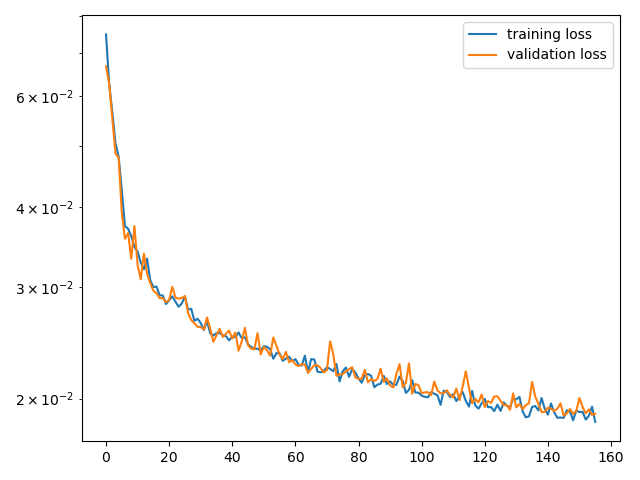 training loss
validation loss
6 × 10⁻²
4 × 10⁻²
3 × 10⁻²
2 × 10⁻²
0 20 40 60 80 100 120 140 160